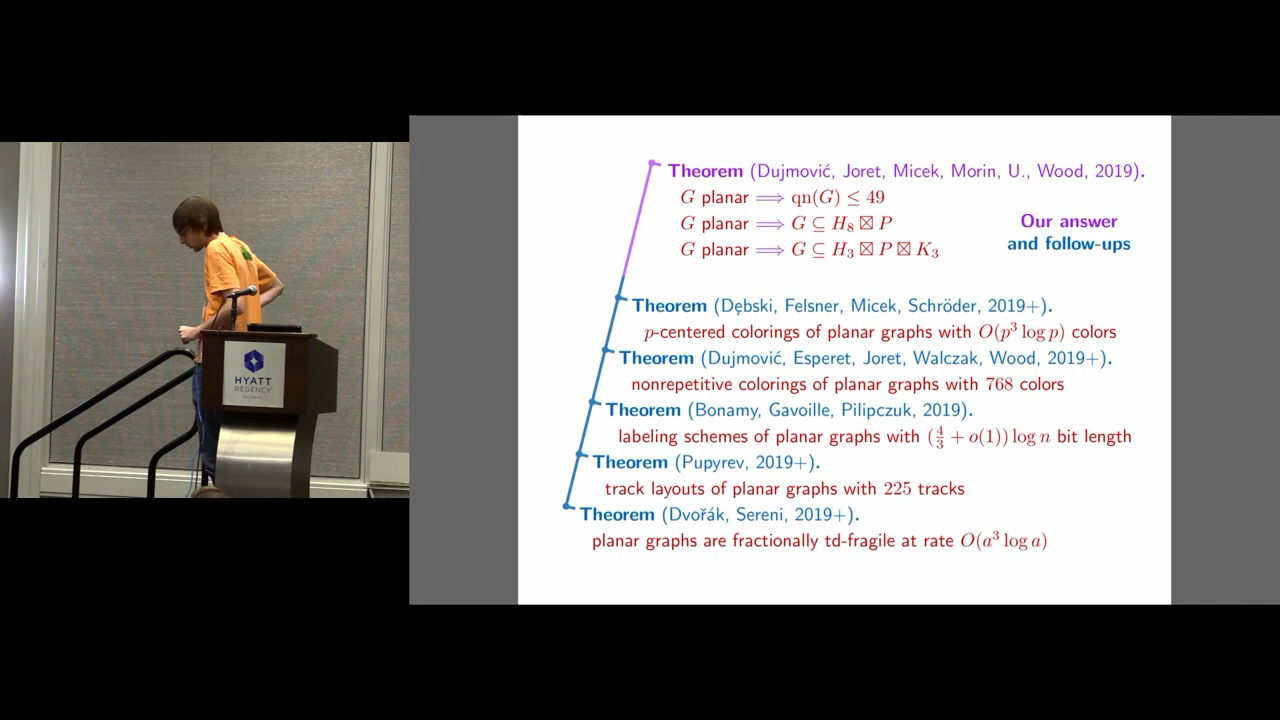 Theorem (Dujmović, Joret, Micek, Morin, U., Wood, 2019).
G planar ⟹ qn(G) ≤ 49
G planar ⟹ G ⊆ H₈ ⊠ P
G planar ⟹ G ⊆ H₃ ⊠ P ⊠ K₃
Our answer
and follow-ups
Theorem (Dębski, Felsner, Micek, Schröder, 2019+).
p-centered colorings of planar graphs with O(p³ log p) colors
Theorem (Dujmović, Esperet, Joret, Walczak, Wood, 2019+).
nonrepetitive colorings of planar graphs with 768 colors
Theorem (Bonamy, Gavoille, Pilipczuk, 2019).
labeling schemes of planar graphs with (4/3 + o(1)) log n bit length
Theorem (Pupyrev, 2019+).
track layouts of planar graphs with 225 tracks
Theorem (Dvořák, Sereni, 2019+).
planar graphs are fractionally td-fragile at rate O(a³ log a)
HYATT
REGENCY